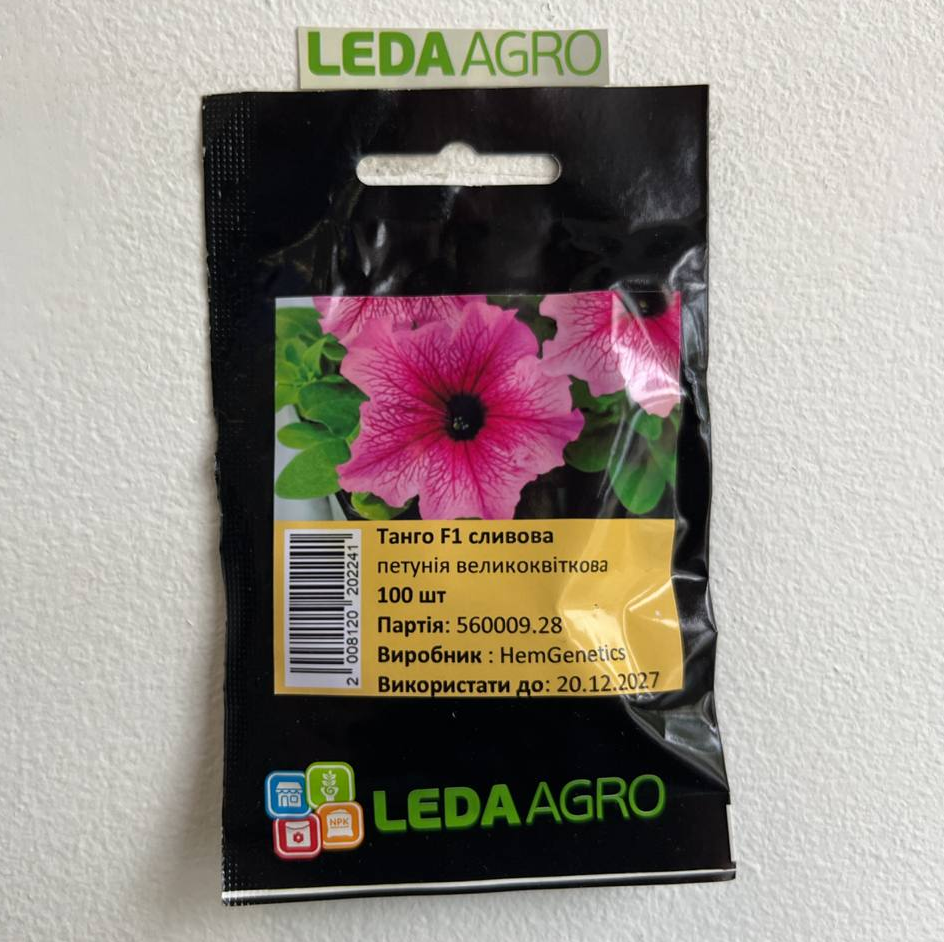 LEDAAGRO
Танго F1 сливова
петунія великоквіткова
100 шт
Партія: 560009.28
Виробник : HemGenetics
Використати до: 20.12.2027
2 008120 202241
NPK
LEDAAGRO